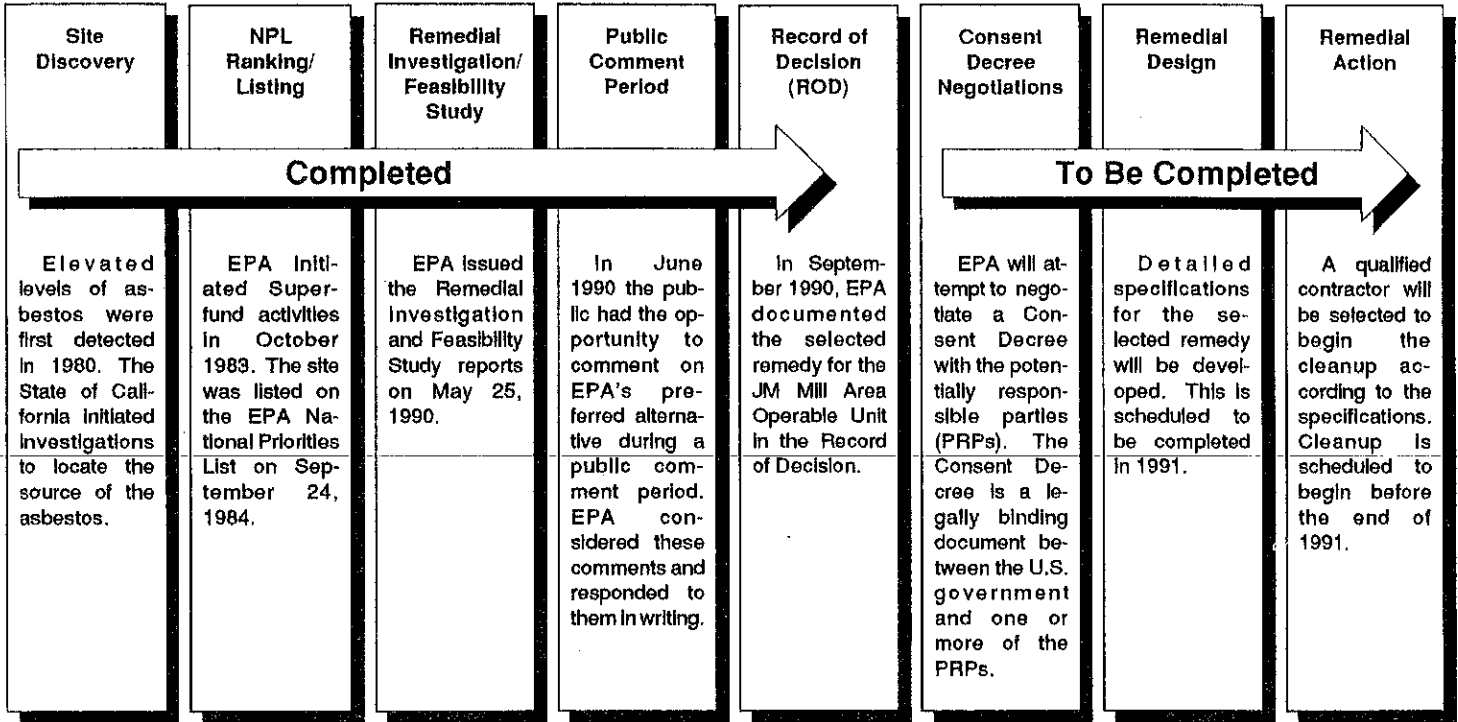 Site
Discovery
NPL
Ranking/
Listing
Remedial
Investigation/
Feasibility
Study
Public
Comment
Period
Record of
Decision
(ROD)
Consent
Decree
Negotiations
Remedial
Design
Remedial
Action
Completed
To Be Completed
Elevated
levels of as-
bestos were
first detected
in 1980. The
State of Cali-
fornia initiated
investigations
to locate the
source of the
asbestos.
EPA initi-
ated Super-
fund activities
in October
1983. The site
was listed on
the EPA Na-
tional Priorities
List on Sep-
tember 24,
1984.
EPA issued
the Remedial
Investigation
and Feasibility
Study reports
on May 25,
1990.
In June
1990 the pub-
lic had the op-
portunity to
comment on
EPA's pre-
ferred alterna-
tive during a
public com-
ment period.
EPA con-
sidered these
comments and
responded to
them in writing.
In Septem-
ber 1990, EPA
documented
the selected
remedy for the
JM Mill Area
Operable Unit
in the Record
of Decision.
EPA will at-
tempt to nego-
tiate a Con-
sent Decree
with the poten-
tially respon-
sible parties
(PRPs). The
Consent De-
cree is a le-
gally binding
document be-
tween the U.S.
government
and one or
more of the
PRPs.
Detailed
specifications
for the se-
lected remedy
will be devel-
oped. This is
scheduled to
be completed
in 1991.
A qualified
contractor will
be selected to
begin the
cleanup ac-
cording to the
specifications.
Cleanup is
scheduled to
begin before
the end of
1991.